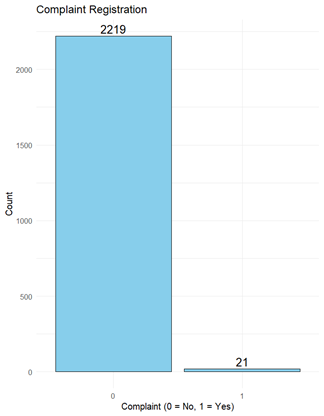 Complaint Registration
2219
2000
1500
Count
1000
500
21
0
0 1
Complaint (0 = No, 1 = Yes)